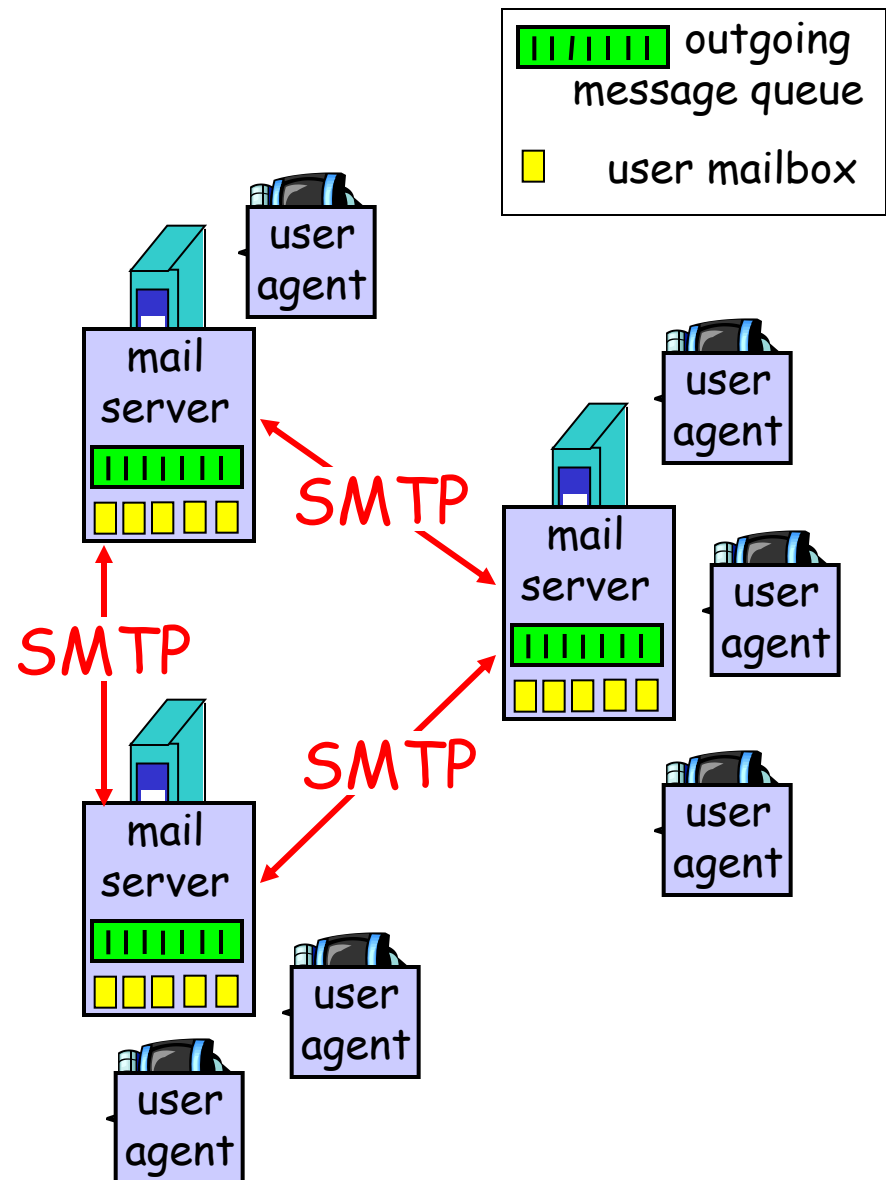 outgoing
message queue
user mailbox
user
agent
mail
server
user
agent
SMTP
mail
server
user
agent
SMTP
SMTP
user
agent
mail
server
user
agent
user
agent